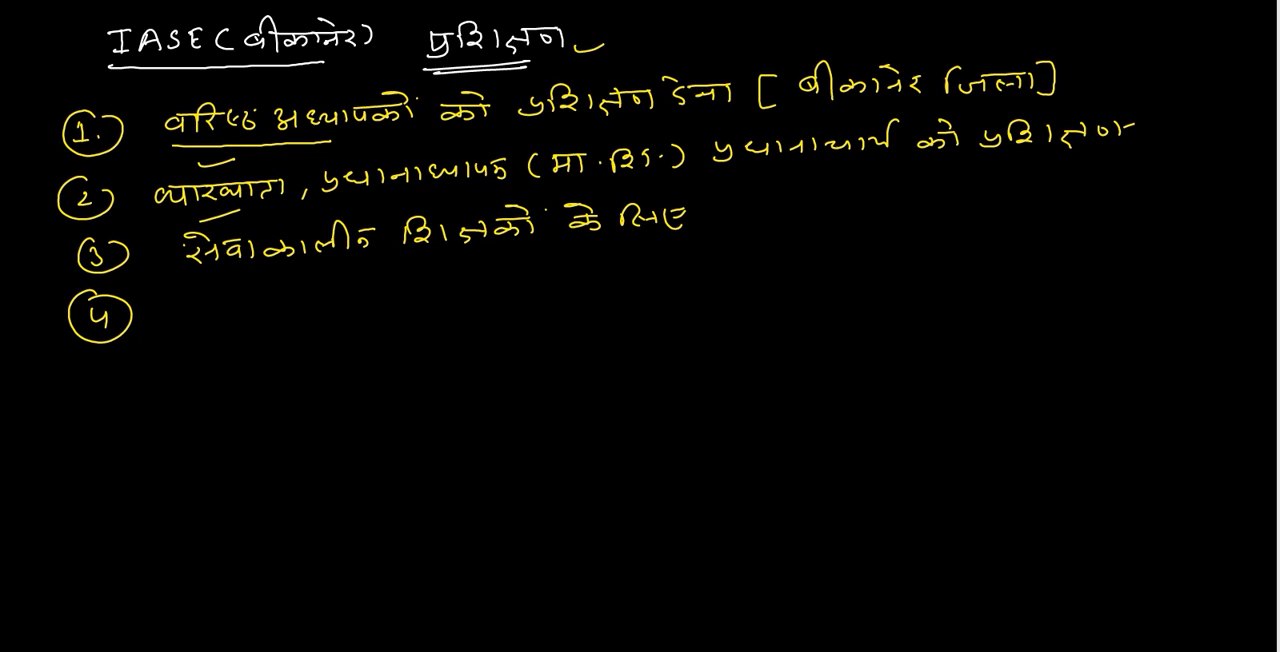 IASE (बीकानेर) प्रशिक्षण
1. वरिष्ठ अध्यापकों को प्रशिक्षण देना [बीकानेर जिला]
2 व्याख्याता, प्रधानाध्यापक (मा. शि.) प्रधानाचार्य को प्रशिक्षण
3 सेवाकालीन शिक्षकों के लिए
4